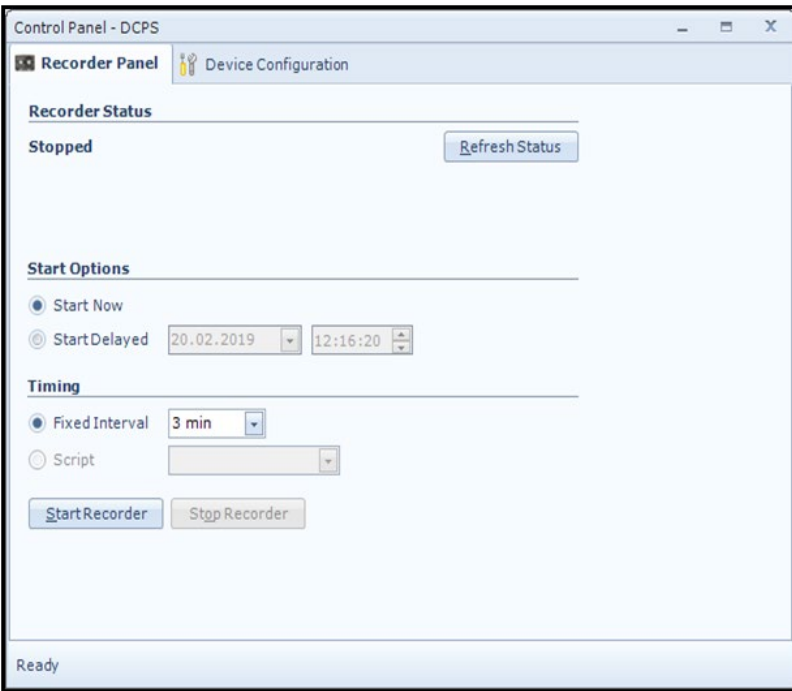 Control Panel - DCPS
Recorder Panel Device Configuration
Recorder Status
Stopped Refresh Status
Start Options
Start Now
Start Delayed 20.02.2019 12:16:20
Timing
Fixed Interval 3 min
Script
Start Recorder Stop Recorder
Ready